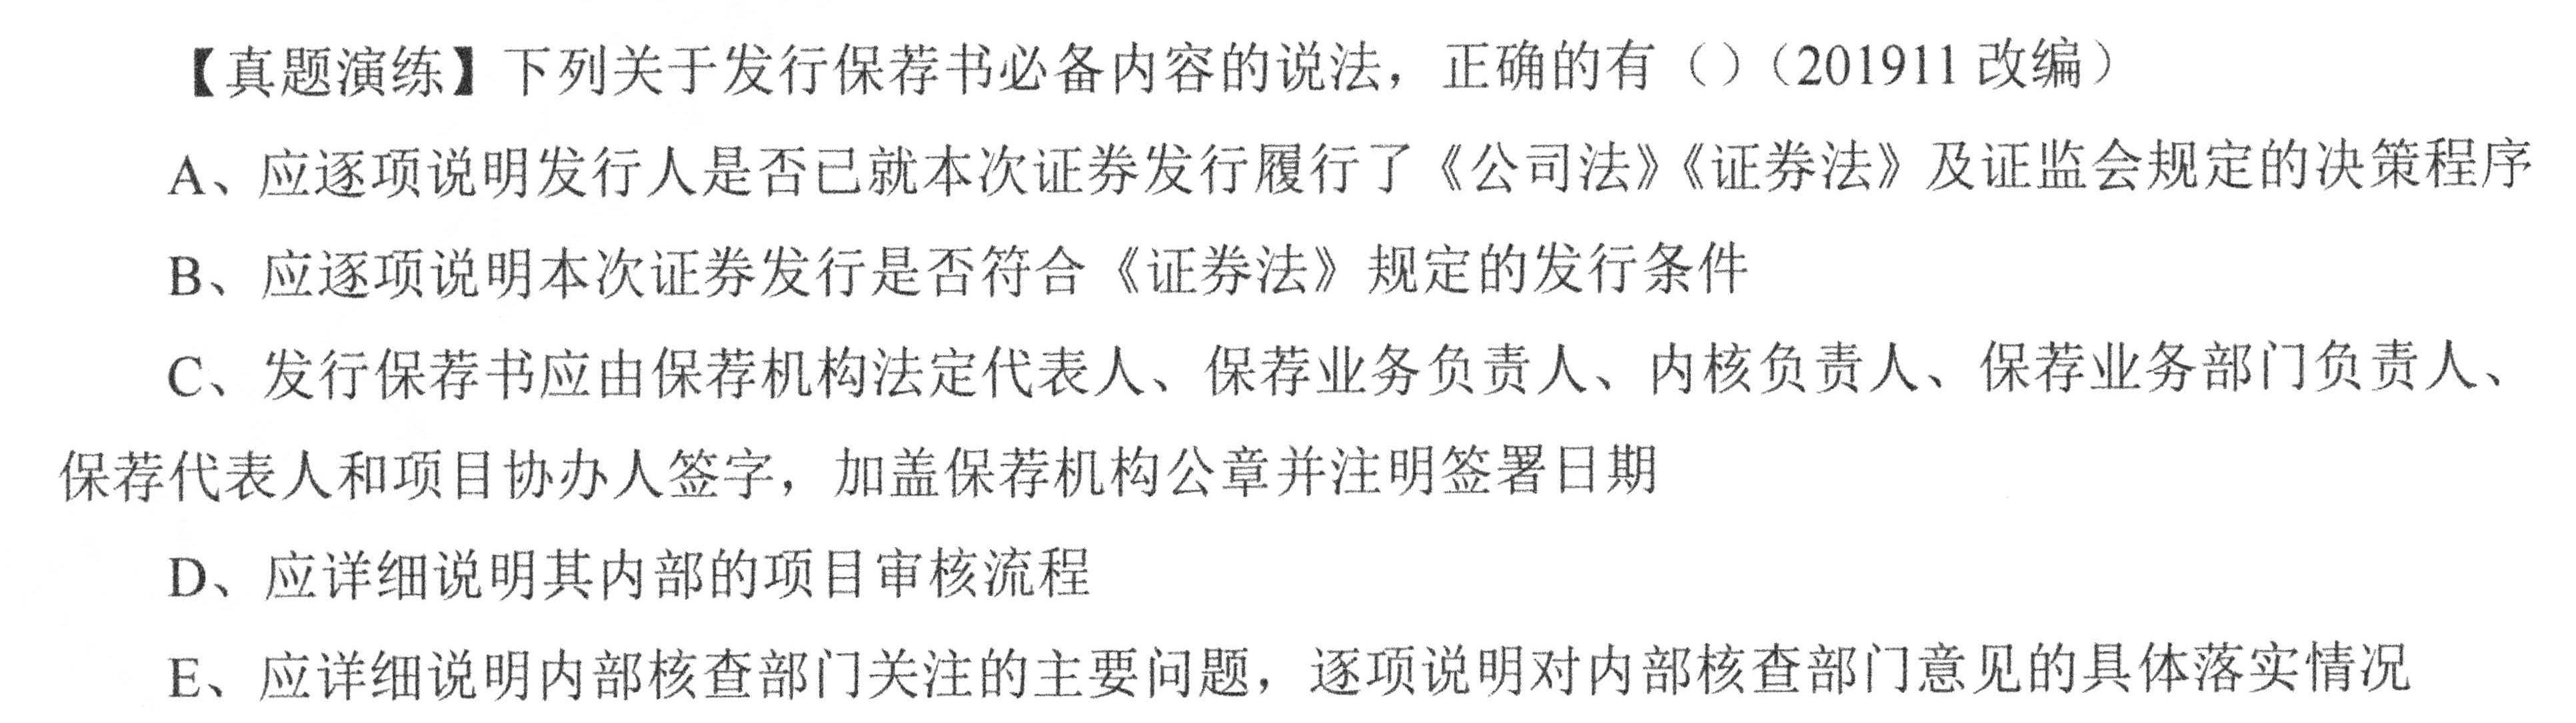 【真题演练】下列关于发行保荐书必备内容的说法，正确的有（）（201911 改编）
A、应逐项说明发行人是否已就本次证券发行履行了《公司法》《证券法》及证监会规定的决策程序
B、应逐项说明本次证券发行是否符合《证券法》规定的发行条件
C、发行保荐书应由保荐机构法定代表人、保荐业务负责人、内核负责人、保荐业务部门负责人、
保荐代表人和项目协办人签字，加盖保荐机构公章并注明签署日期
D、应详细说明其内部的项目审核流程
E、应详细说明内部核查部门关注的主要问题，逐项说明对内部核查部门意见的具体落实情况